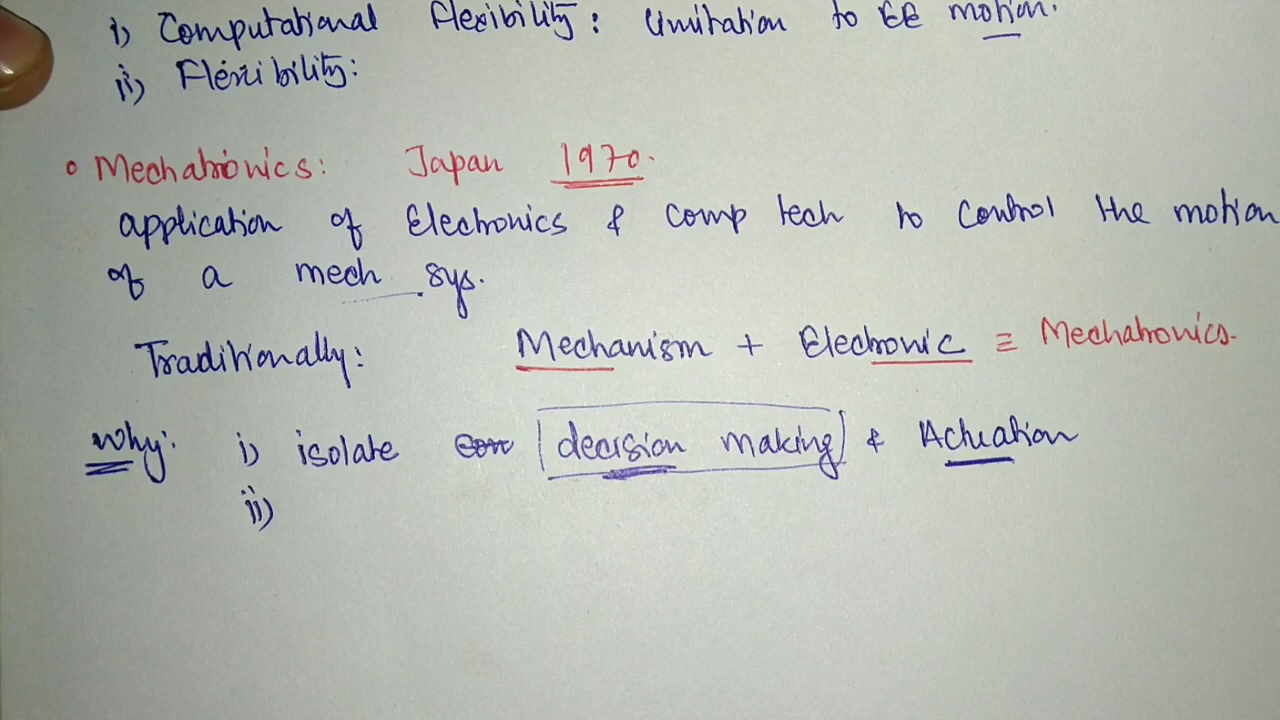 i) Computational Flexibility: Limitation to EE motion.
ii) Flexibility:
• Mechatronics: Japan 1970.
application of Electronics & comp tech to control the motion
of a mech sys.
Traditionally: Mechanism + Electronic ≡ Mechatronics.
Why: i) isolate decision making & Actuation
ii)